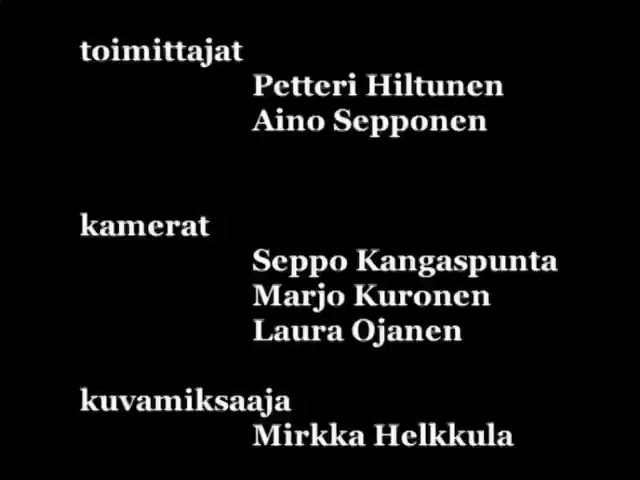 toimittajat
Petteri Hiltunen
Aino Sepponen
kamerat
Seppo Kangaspunta
Marjo Kuronen
Laura Ojanen
kuvamiksaaja
Mirkka Helkkula